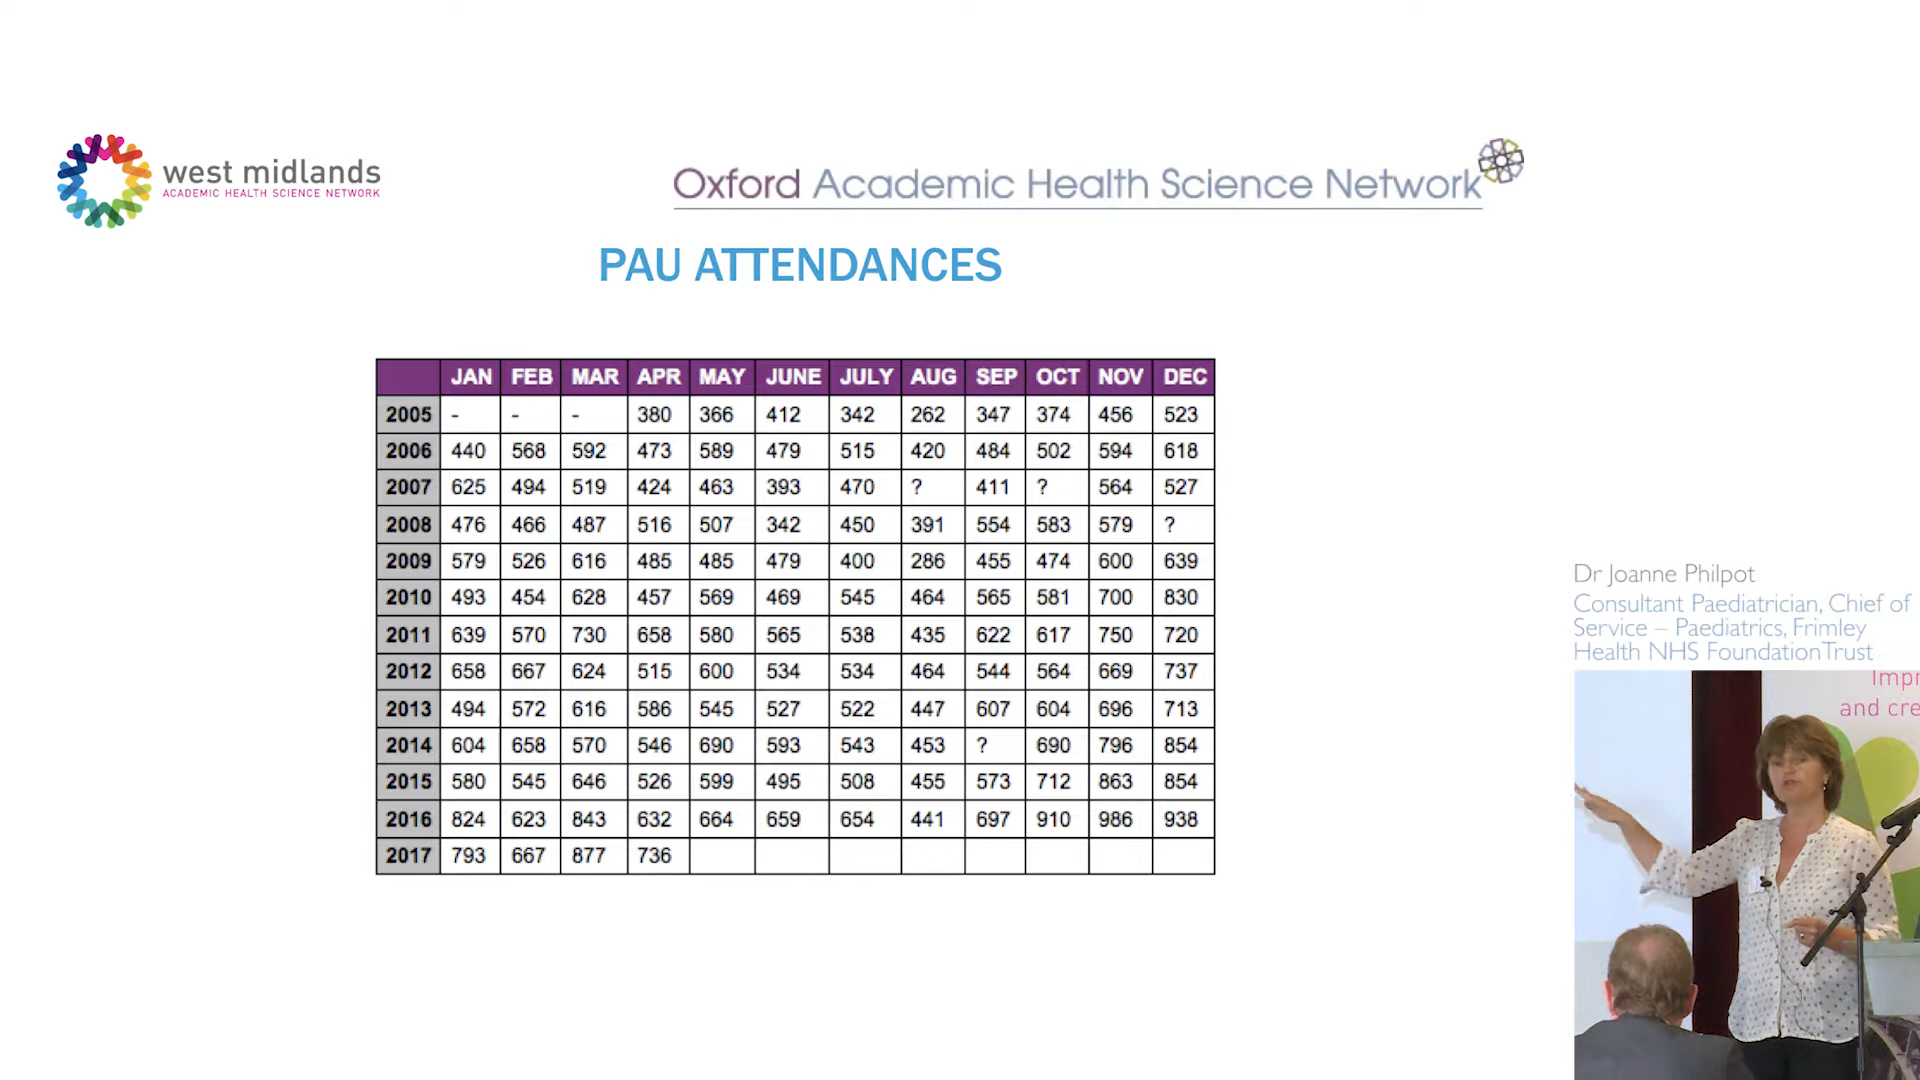 west midlands
ACADEMIC HEALTH SCIENCE NETWORK
Oxford Academic Health Science Network
PAU ATTENDANCES
JAN FEB MAR APR MAY JUNE JULY AUG SEP OCT NOV DEC
2005 - - - 380 366 412 342 262 347 374 456 523
2006 440 568 592 473 589 479 515 420 484 502 594 618
2007 625 494 519 424 463 393 470 ? 411 ? 564 527
2008 476 466 487 516 507 342 450 391 554 583 579 ?
2009 579 526 616 485 485 479 400 286 455 474 600 639
2010 493 454 628 457 569 469 545 464 565 581 700 830
2011 639 570 730 658 580 565 538 435 622 617 750 720
2012 658 667 624 515 600 534 534 464 544 564 669 737
2013 494 572 616 586 545 527 522 447 607 604 696 713
2014 604 658 570 546 690 593 543 453 ? 690 796 854
2015 580 545 646 526 599 495 508 455 573 712 863 854
2016 824 623 843 632 664 659 654 441 697 910 986 938
2017 793 667 877 736
Dr Joanne Philpot
Consultant Paediatrician, Chief of
Service – Paediatrics, Frimley
Health NHS FoundationTrust
Impr
and cre